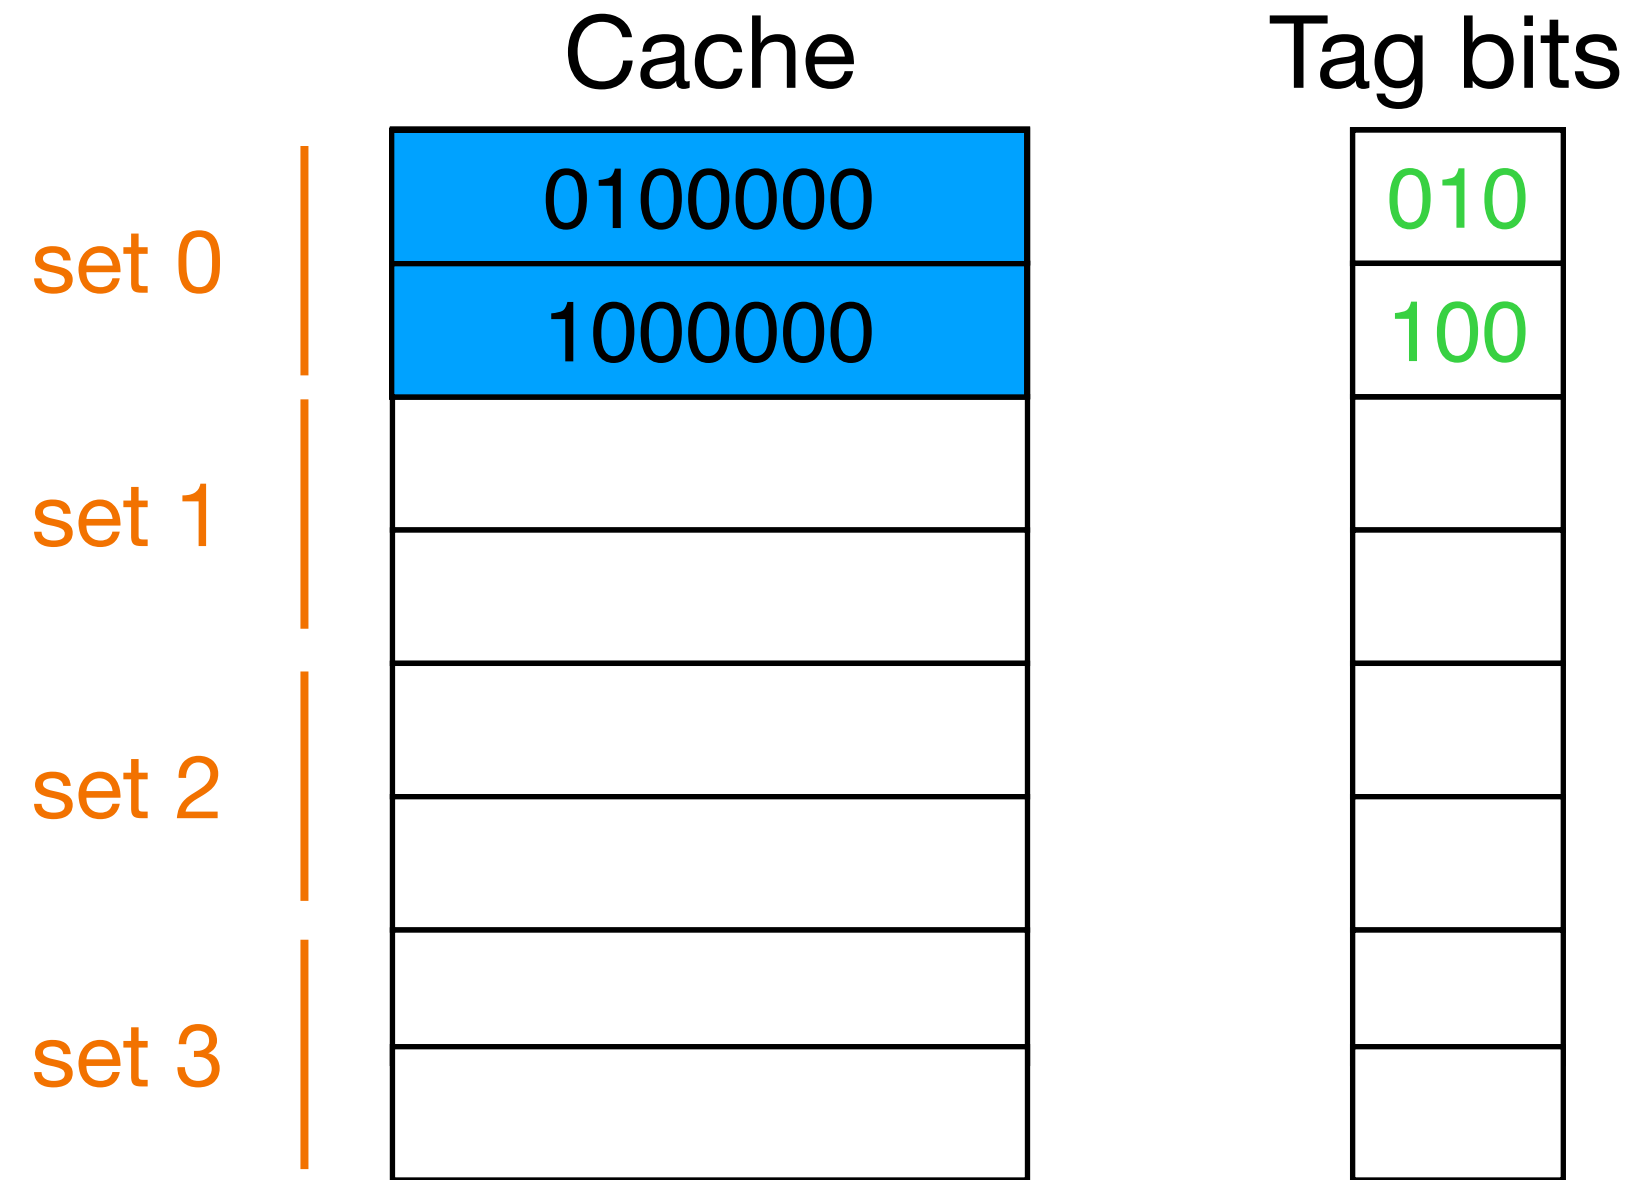 Cache Tag bits
set 0
0100000 010
1000000 100
set 1
set 2
set 3